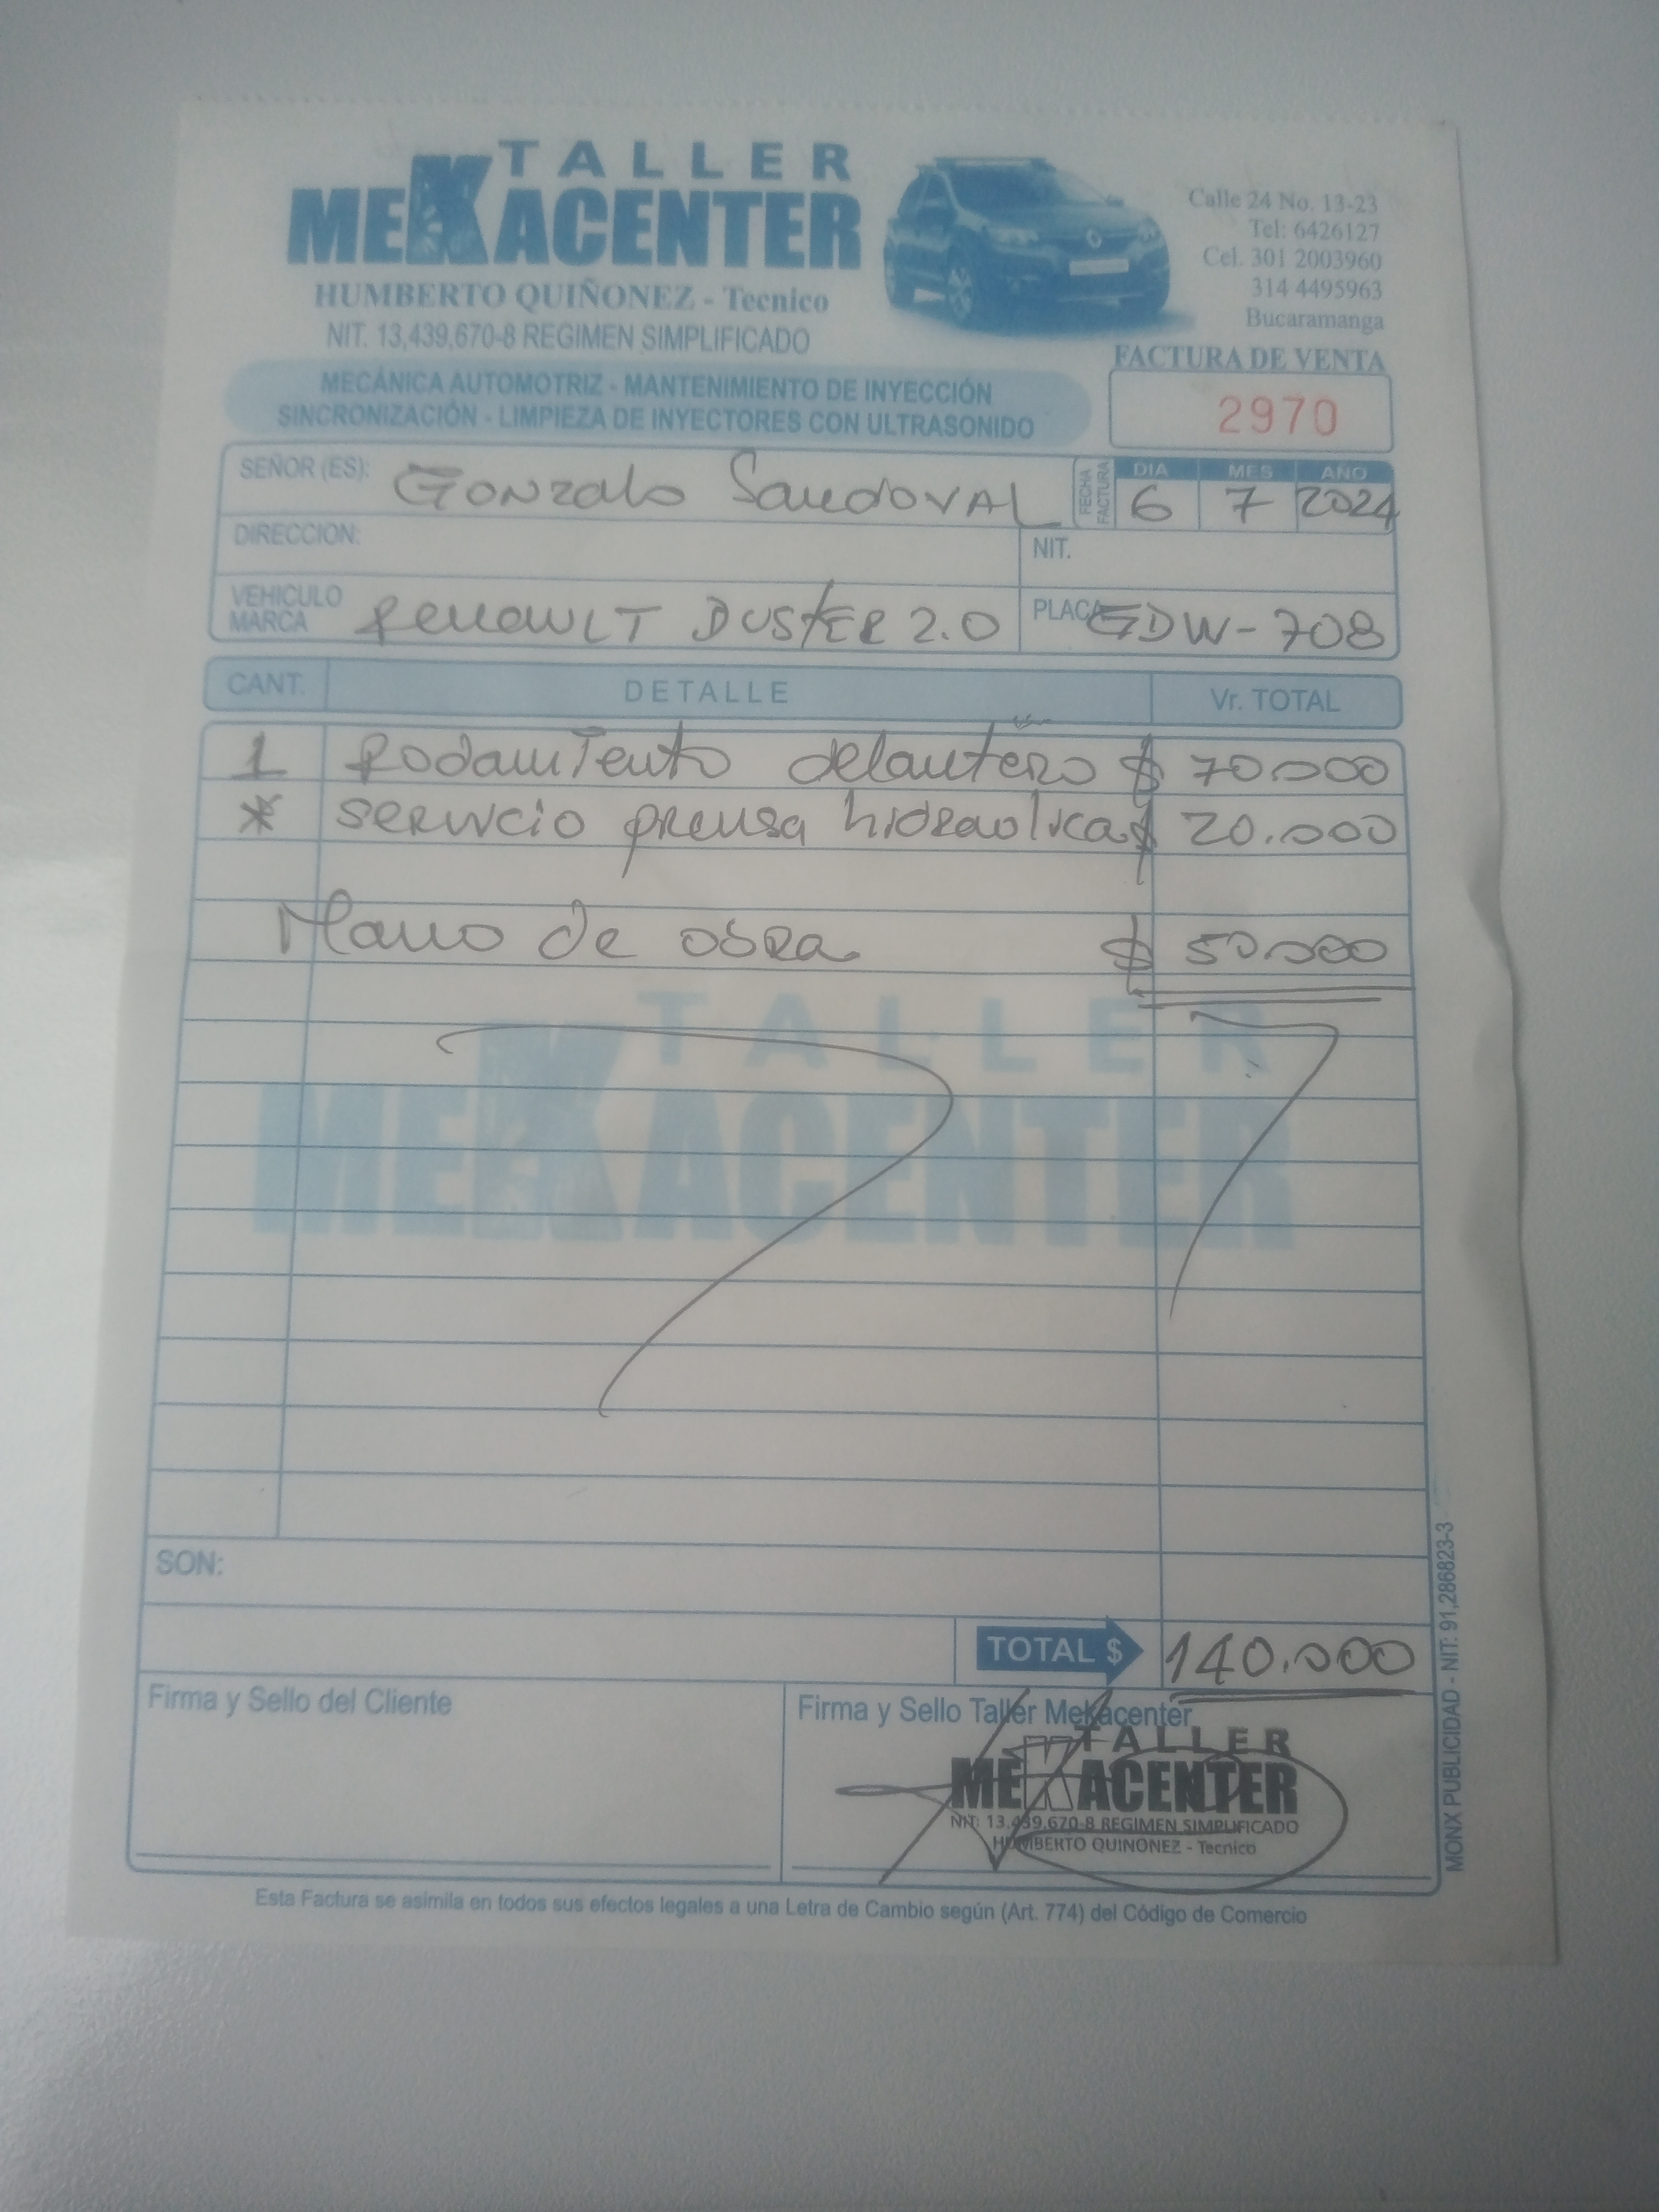 TALLER
MEKACENTER
HUMBERTO QUIÑONEZ - Tecnico
NIT. 13,439,670-8 REGIMEN SIMPLIFICADO
Calle 24 No. 13-23
Tel: 6426127
Cel. 301 2003960
314 4495963
Bucaramanga
MECÁNICA AUTOMOTRIZ - MANTENIMIENTO DE INYECCIÓN
SINCRONIZACIÓN - LIMPIEZA DE INYECTORES CON ULTRASONIDO
FACTURA DE VENTA
2970
SEÑOR (ES): Gonzalo Sandoval
FECHA FACTURA
DIA MES AÑO
6 7 2024
DIRECCION:
NIT.
VEHICULO MARCA Renault DUSTER 2.0
PLACA GDW-708
CANT. DETALLE Vr. TOTAL
1 Rodamiento delantero $ 70.000
* servicio prensa hidraolica $ 20.000
Mano de obra $ 50.000
TALLER
MEKACENTER
SON:
TOTAL $ 140.000
Firma y Sello del Cliente
Firma y Sello Taller Mekacenter
TALLER
MEKACENTER
NIT: 13,439,670-8 REGIMEN SIMPLIFICADO
HUMBERTO QUINONEZ - Tecnico
Esta Factura se asimila en todos sus efectos legales a una Letra de Cambio según (Art. 774) del Código de Comercio
MONX PUBLICIDAD - NIT: 91,286823-3